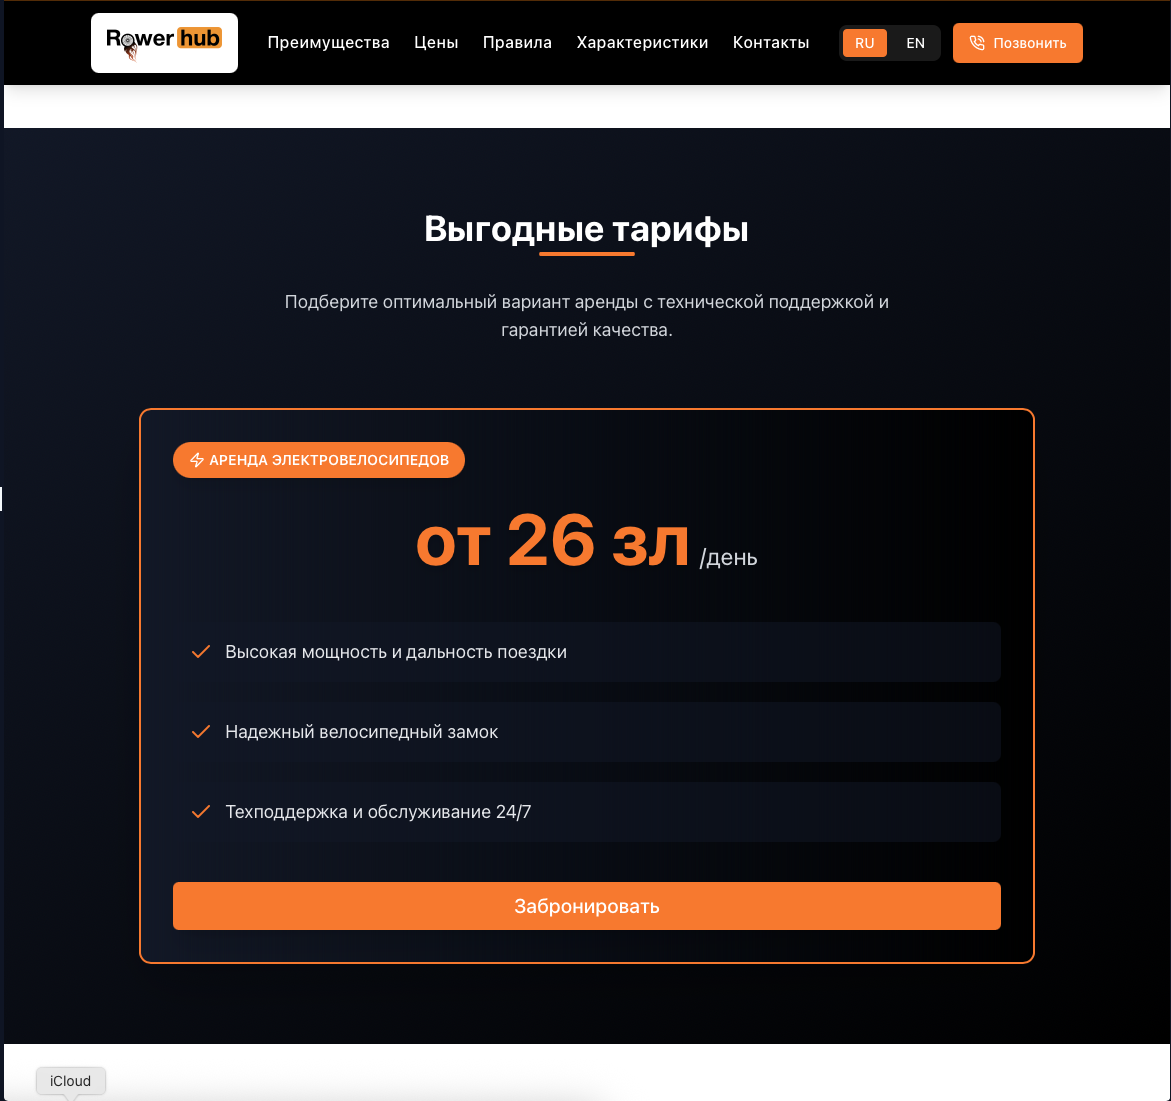 Rower hub
Преимущества Цены Правила Характеристики Контакты RU EN Позвонить
Выгодные тарифы
Подберите оптимальный вариант аренды с технической поддержкой и
гарантией качества.
АРЕНДА ЭЛЕКТРОВЕЛОСИПЕДОВ
от 26 зл /день
Высокая мощность и дальность поездки
Надежный велосипедный замок
Техподдержка и обслуживание 24/7
Забронировать
iCloud